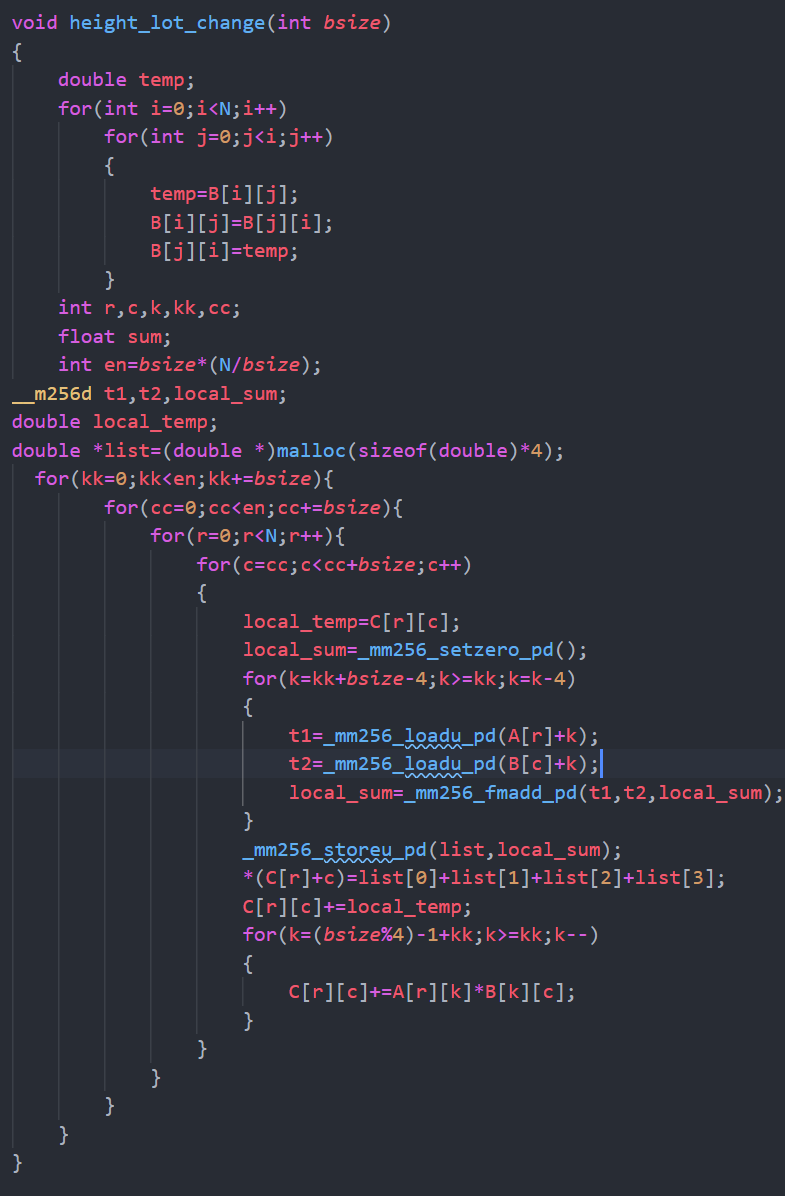 void height_lot_change(int bsize)
{
    double temp;
    for(int i=0;i<N;i++)
        for(int j=0;j<i;j++)
        {
            temp=B[i][j];
            B[i][j]=B[j][i];
            B[j][i]=temp;
        }
    int r,c,k,kk,cc;
    float sum;
    int en=bsize*(N/bsize);
__m256d t1,t2,local_sum;
double local_temp;
double *list=(double *)malloc(sizeof(double)*4);
  for(kk=0;kk<en;kk+=bsize){
        for(cc=0;cc<en;cc+=bsize){
            for(r=0;r<N;r++){
                for(c=cc;c<cc+bsize;c++)
                {
                    local_temp=C[r][c];
                    local_sum=_mm256_setzero_pd();
                    for(k=kk+bsize-4;k>=kk;k=k-4)
                    {
                        t1=_mm256_loadu_pd(A[r]+k);
                        t2=_mm256_loadu_pd(B[c]+k);
                        local_sum=_mm256_fmadd_pd(t1,t2,local_sum);
                    }
                    _mm256_storeu_pd(list,local_sum);
                    *(C[r]+c)=list[0]+list[1]+list[2]+list[3];
                    C[r][c]+=local_temp;
                    for(k=(bsize%4)-1+kk;k>=kk;k--)
                    {
                        C[r][c]+=A[r][k]*B[k][c];
                    }
                }
            }
        }
    }
}